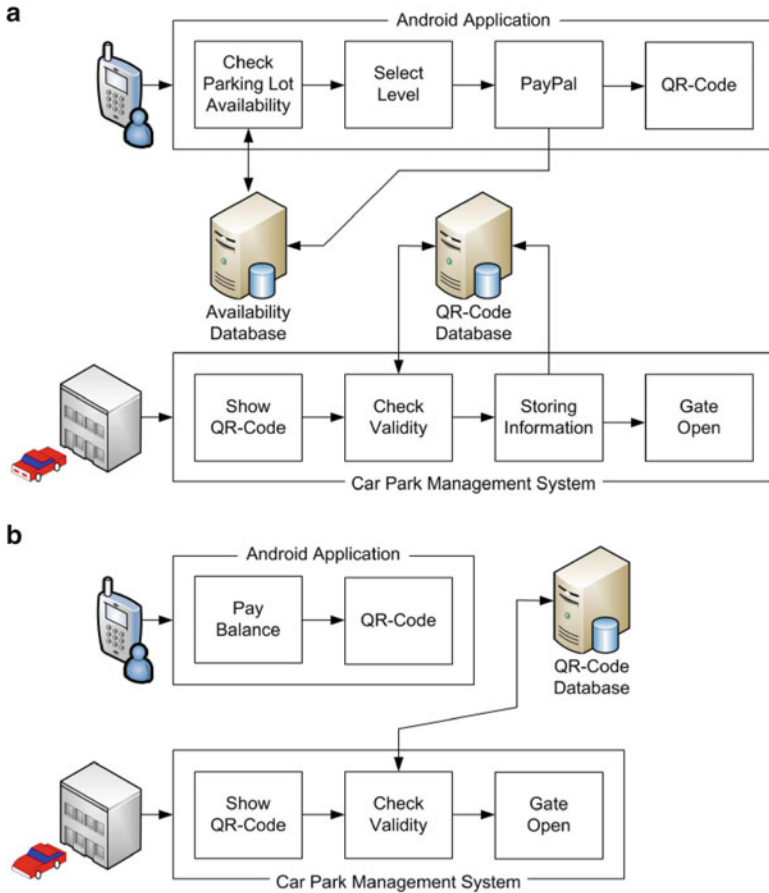 a
Android Application
Check
Parking Lot
Availability
Select
Level
PayPal
QR-Code
Availability
Database
QR-Code
Database
Show
QR-Code
Check
Validity
Storing
Information
Gate
Open
Car Park Management System
b
Android Application
Pay
Balance
QR-Code
QR-Code
Database
Show
QR-Code
Check
Validity
Gate
Open
Car Park Management System